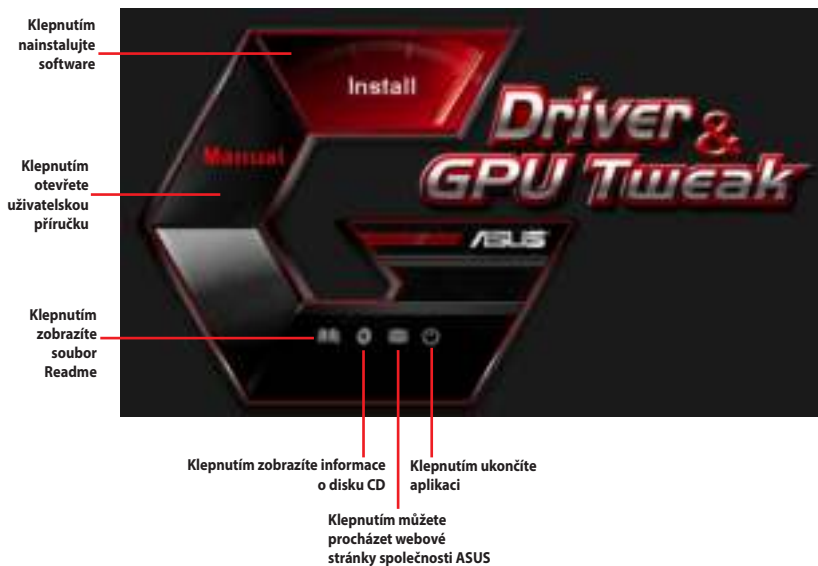 Klepnutím
nainstalujte
software
Install
Driver &
GPU Tweak
Manual
Klepnutím
otevřete
uživatelskou
příručku
ASUS
Klepnutím
zobrazíte
soubor
Readme
Klepnutím zobrazíte informace
o disku CD
Klepnutím ukončíte
aplikaci
Klepnutím můžete
procházet webové
stránky společnosti ASUS